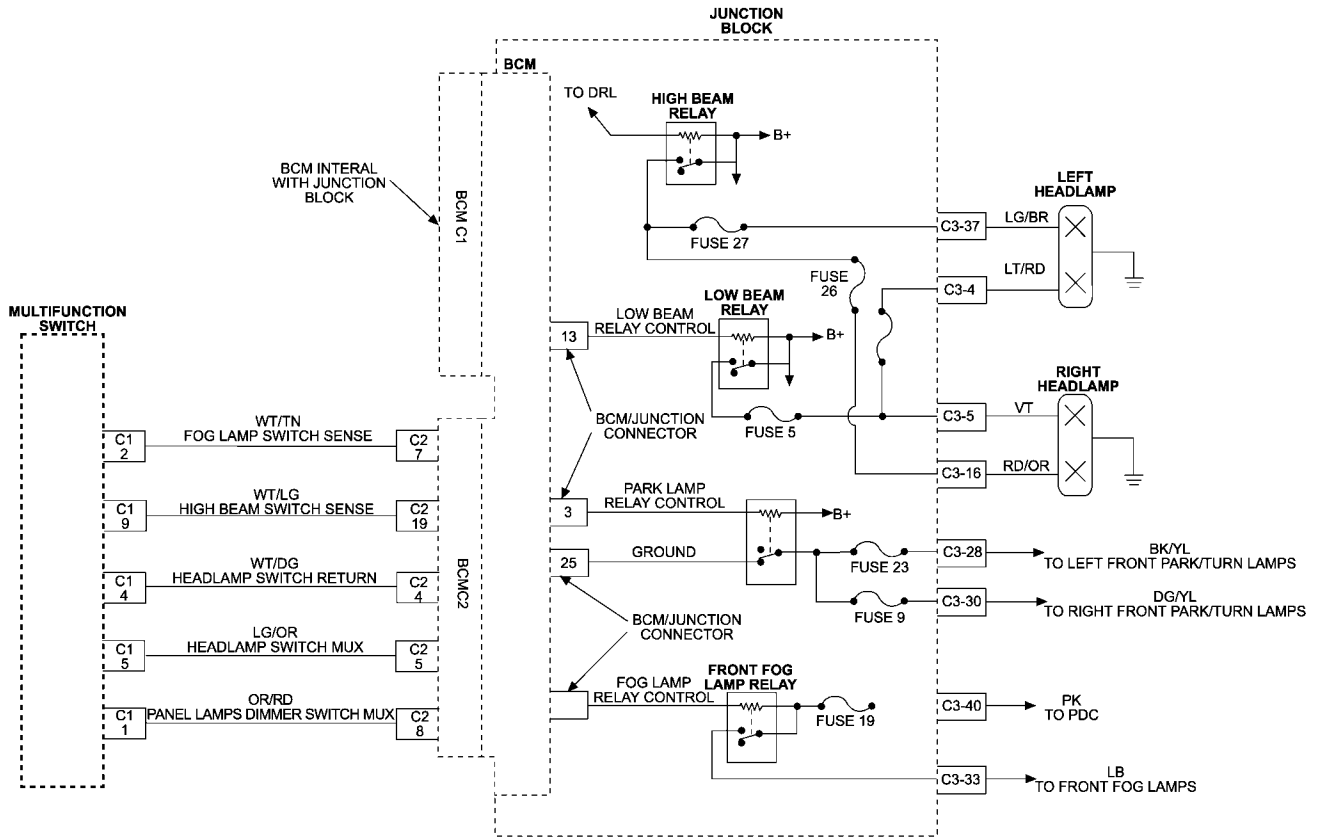 JUNCTION
BLOCK
BCM
TO DRL
HIGH BEAM
RELAY
B+
BCM INTERAL
WITH JUNCTION
BLOCK
BCM C1
LEFT
HEADLAMP
C3-37
LG/BR
FUSE 27
FUSE
26
LT/RD
C3-4
MULTIFUNCTION
SWITCH
LOW BEAM
RELAY CONTROL
13
LOW BEAM
RELAY
B+
RIGHT
HEADLAMP
C3-5
VT
FUSE 5
BCM/JUNCTION
CONNECTOR
C3-16
RD/OR
C1
2
WT/TN
FOG LAMP SWITCH SENSE
C2
7
C1
9
WT/LG
HIGH BEAM SWITCH SENSE
C2
19
C1
4
WT/DG
HEADLAMP SWITCH RETURN
C2
4
C1
5
LG/OR
HEADLAMP SWITCH MUX
C2
5
C1
1
OR/RD
PANEL LAMPS DIMMER SWITCH MUX
C2
8
BCMC2
3
PARK LAMP
RELAY CONTROL
B+
25
GROUND
FUSE 23
C3-28
BK/YL
TO LEFT FRONT PARK/TURN LAMPS
FUSE 9
C3-30
DG/YL
TO RIGHT FRONT PARK/TURN LAMPS
BCM/JUNCTION
CONNECTOR
FOG LAMP
RELAY CONTROL
FRONT FOG
LAMP RELAY
FUSE 19
C3-40
PK
TO PDC
C3-33
LB
TO FRONT FOG LAMPS